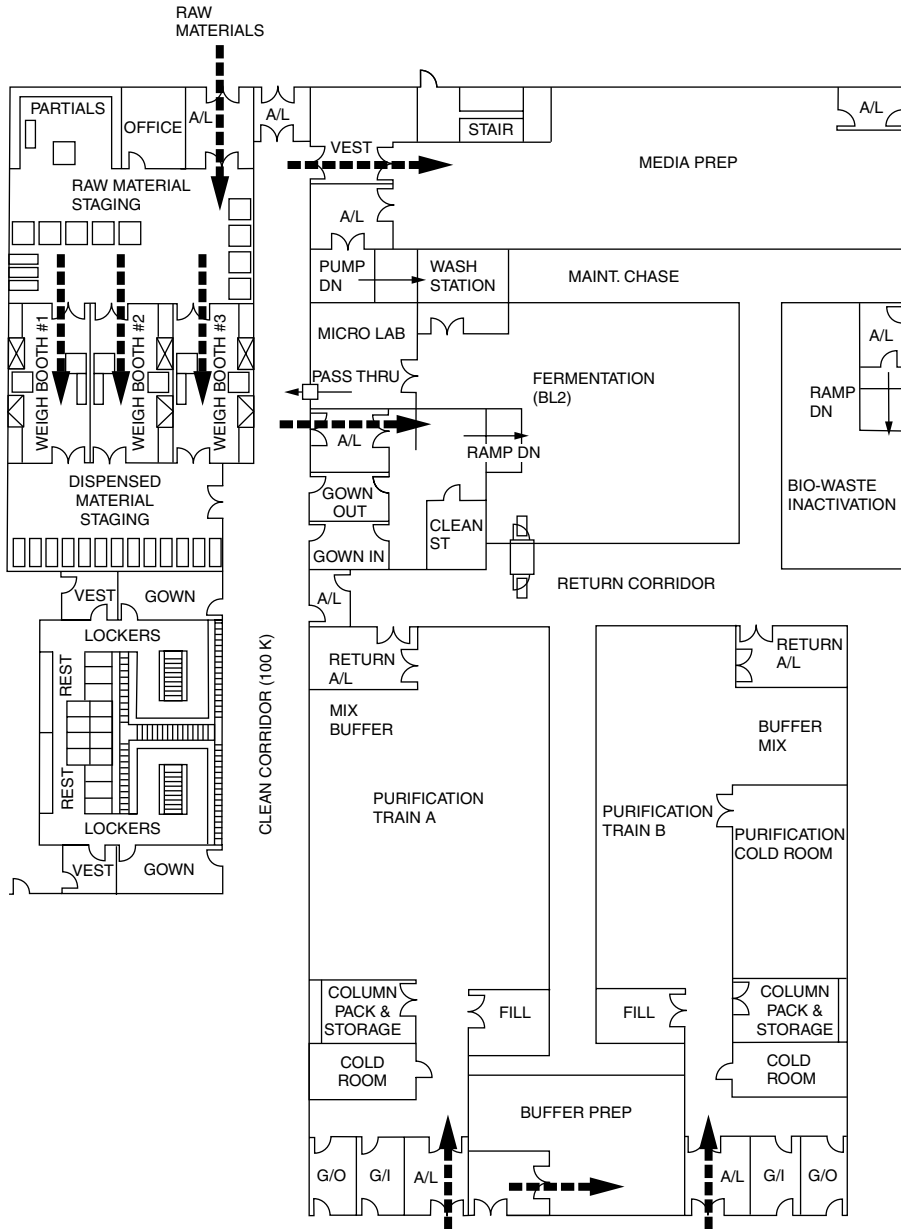 RAW
MATERIALS
PARTIALS
OFFICE
A/L
A/L
STAIR
A/L
VEST
MEDIA PREP
RAW MATERIAL
STAGING
A/L
PUMP
DN
WASH
STATION
MAINT. CHASE
WEIGH BOOTH #1
WEIGH BOOTH #2
WEIGH BOOTH #3
MICRO LAB
PASS THRU
FERMENTATION
(BL2)
A/L
RAMP
DN
A/L
RAMP DN
DISPENSED
MATERIAL
STAGING
GOWN
OUT
CLEAN
ST
BIO-WASTE
INACTIVATION
GOWN IN
VEST
GOWN
A/L
RETURN CORRIDOR
LOCKERS
REST
REST
LOCKERS
VEST
GOWN
CLEAN CORRIDOR (100 K)
RETURN
A/L
RETURN
A/L
MIX
BUFFER
BUFFER
MIX
PURIFICATION
TRAIN A
PURIFICATION
TRAIN B
PURIFICATION
COLD ROOM
COLUMN
PACK &
STORAGE
FILL
FILL
COLUMN
PACK &
STORAGE
COLD
ROOM
COLD
ROOM
BUFFER PREP
G/O
G/I
A/L
A/L
G/I
G/O